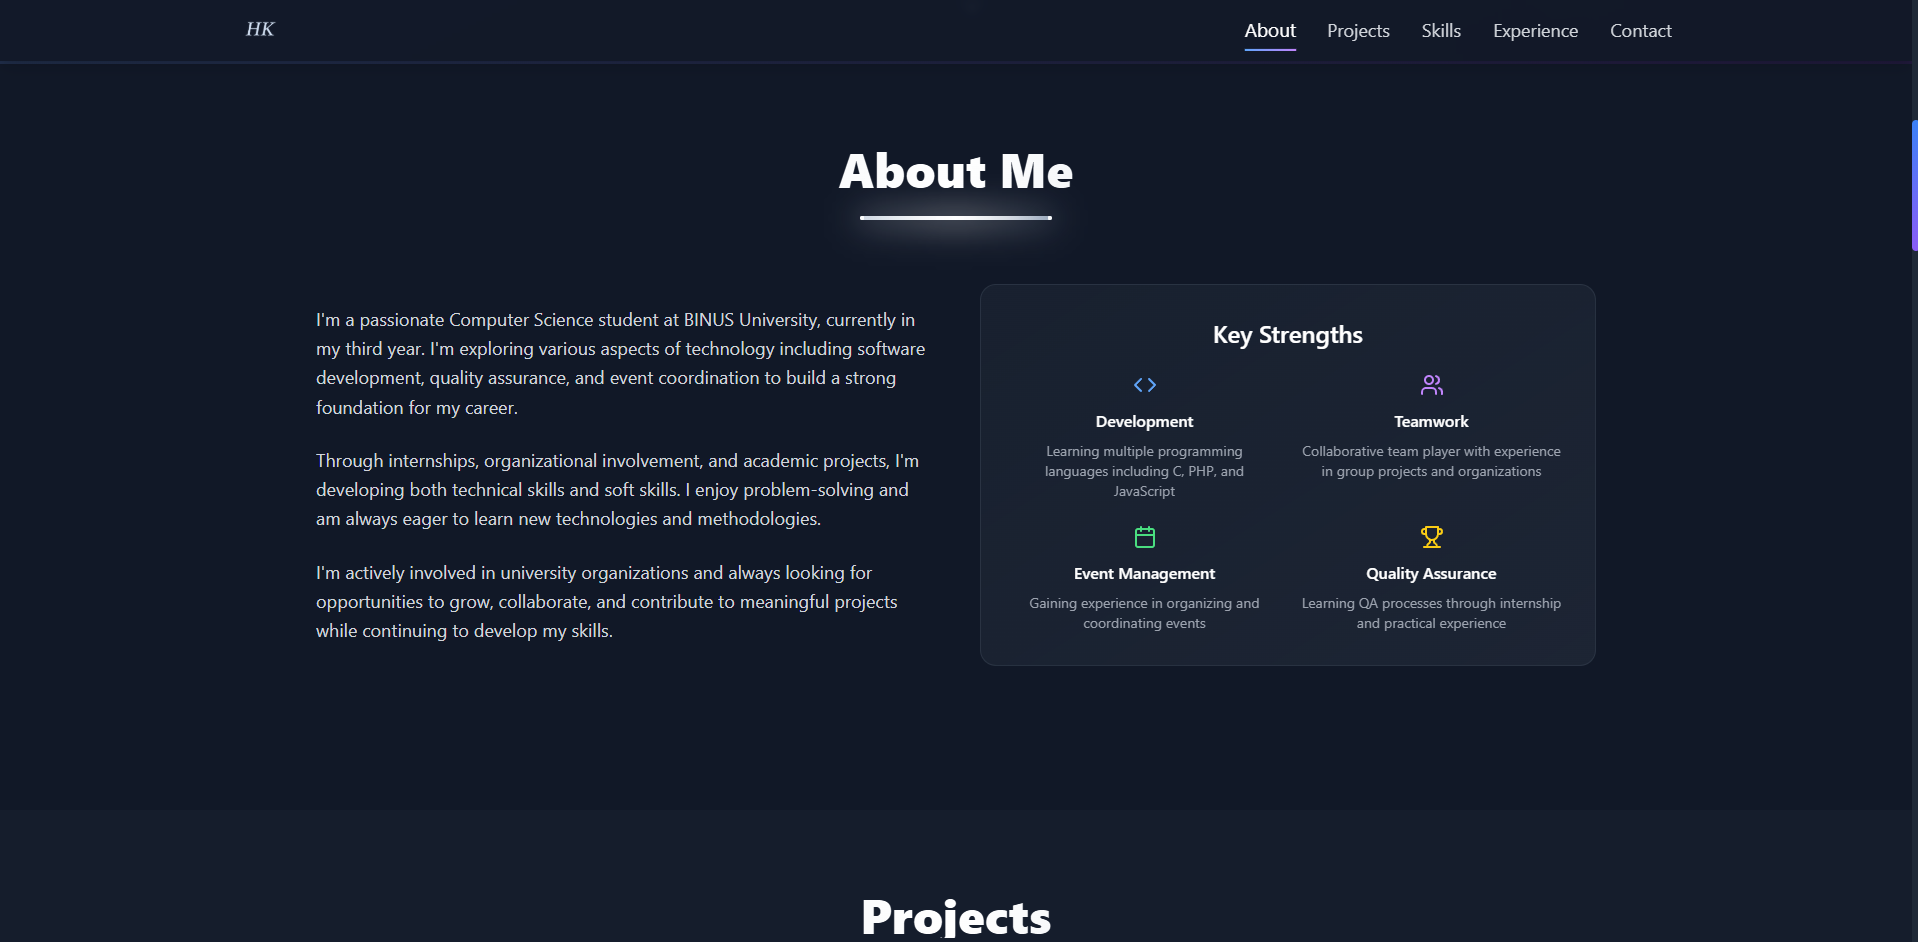 HK
About
Projects
Skills
Experience
Contact
About Me
I'm a passionate Computer Science student at BINUS University, currently in
my third year. I'm exploring various aspects of technology including software
development, quality assurance, and event coordination to build a strong
foundation for my career.
Through internships, organizational involvement, and academic projects, I'm
developing both technical skills and soft skills. I enjoy problem-solving and
am always eager to learn new technologies and methodologies.
I'm actively involved in university organizations and always looking for
opportunities to grow, collaborate, and contribute to meaningful projects
while continuing to develop my skills.
Key Strengths
Development
Learning multiple programming
languages including C, PHP, and
JavaScript
Teamwork
Collaborative team player with experience
in group projects and organizations
Event Management
Gaining experience in organizing and
coordinating events
Quality Assurance
Learning QA processes through internship
and practical experience
Projects